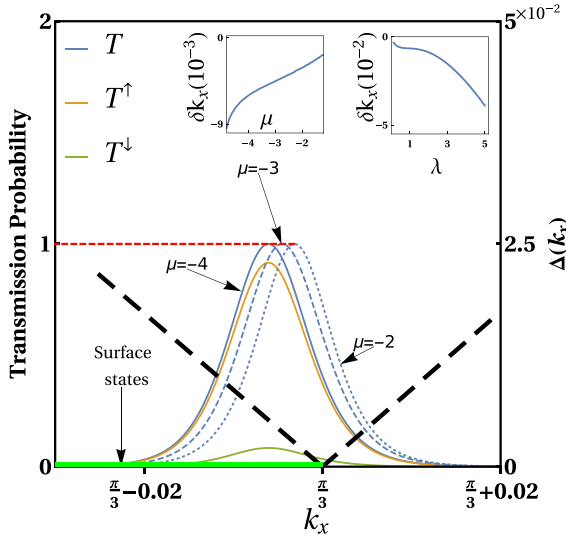 2
5×10⁻²
T
T↑
T↓
δkₓ(10⁻³)
0
-9
-4 -3 -2
μ
δkₓ(10⁻²)
0
-5
1 3 5
λ
μ=-3
1
2.5
μ=-4
μ=-2
Surface
states
0
0
Transmission Probability
Δ(kₓ)
π/3-0.02
π/3
π/3+0.02
kₓ